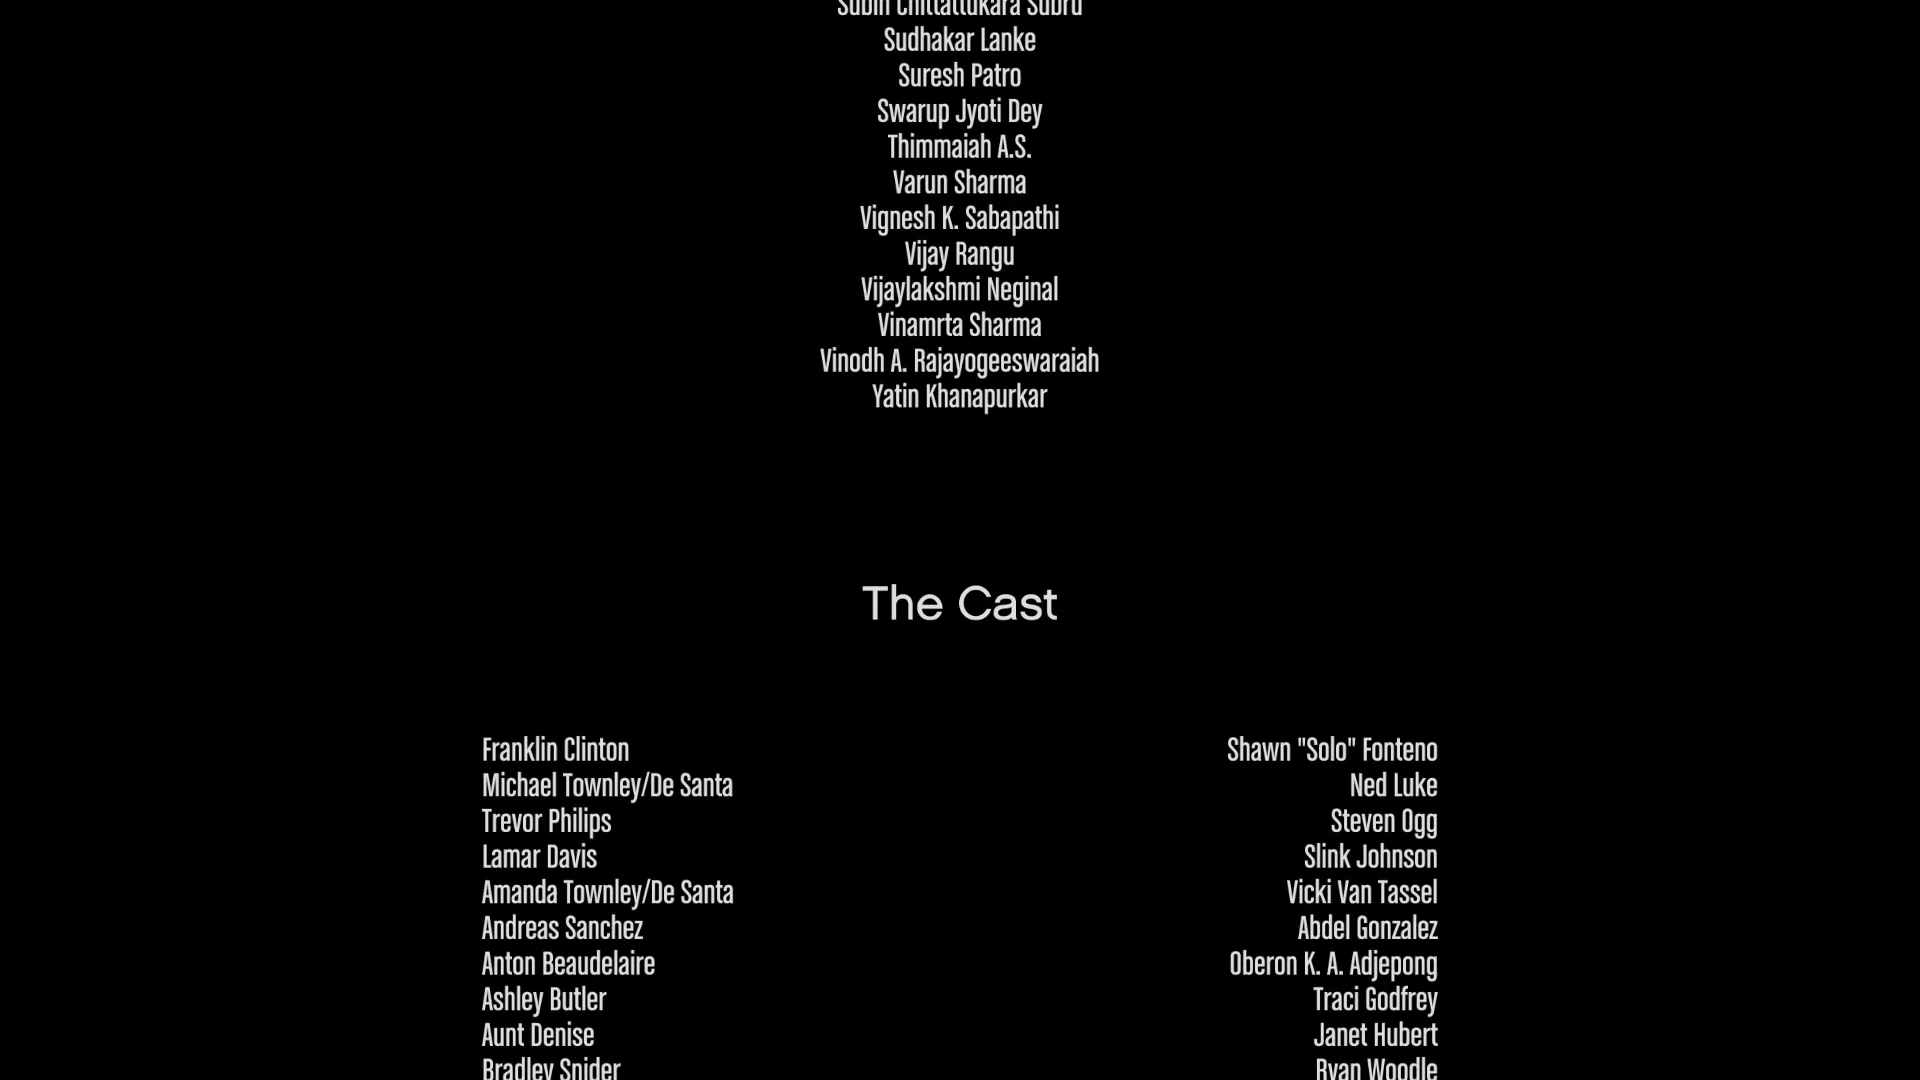 Subin Chittattukara Subru
Sudhakar Lanke
Suresh Patro
Swarup Jyoti Dey
Thimmaiah A.S.
Varun Sharma
Vignesh K. Sabapathi
Vijay Rangu
Vijaylakshmi Neginal
Vinamrta Sharma
Vinodh A. Rajayogeeswaraiah
Yatin Khanapurkar
The Cast
Franklin Clinton Shawn "Solo" Fonteno
Michael Townley/De Santa Ned Luke
Trevor Philips Steven Ogg
Lamar Davis Slink Johnson
Amanda Townley/De Santa Vicki Van Tassel
Andreas Sanchez Abdel Gonzalez
Anton Beaudelaire Oberon K. A. Adjepong
Ashley Butler Traci Godfrey
Aunt Denise Janet Hubert
Bradley Snider Ryan Woodle